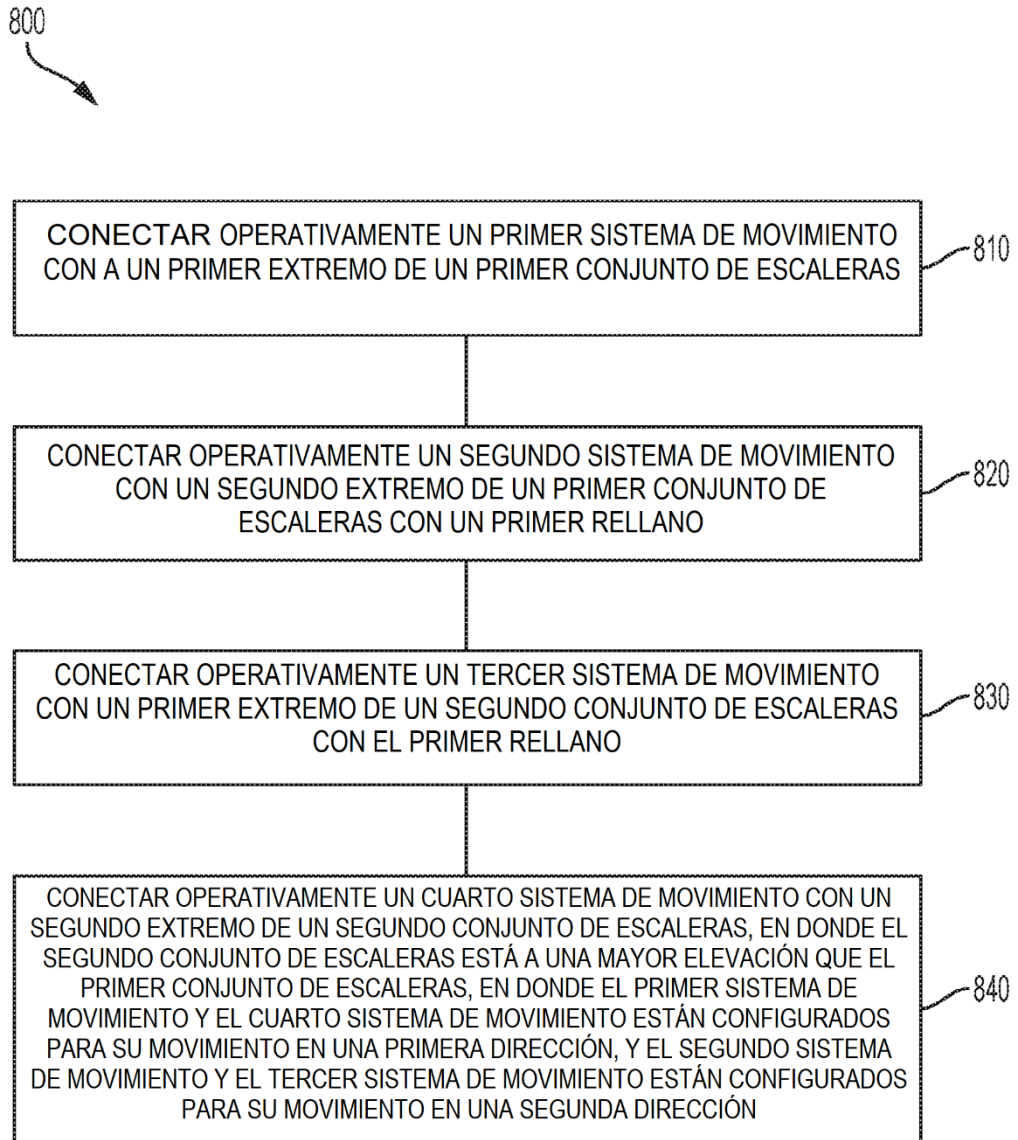 800
CONECTAR OPERATIVAMENTE UN PRIMER SISTEMA DE MOVIMIENTO
CON A UN PRIMER EXTREMO DE UN PRIMER CONJUNTO DE ESCALERAS
810
CONECTAR OPERATIVAMENTE UN SEGUNDO SISTEMA DE MOVIMIENTO
CON UN SEGUNDO EXTREMO DE UN PRIMER CONJUNTO DE
ESCALERAS CON UN PRIMER RELLANO
820
CONECTAR OPERATIVAMENTE UN TERCER SISTEMA DE MOVIMIENTO
CON UN PRIMER EXTREMO DE UN SEGUNDO CONJUNTO DE ESCALERAS
CON EL PRIMER RELLANO
830
CONECTAR OPERATIVAMENTE UN CUARTO SISTEMA DE MOVIMIENTO CON UN
SEGUNDO EXTREMO DE UN SEGUNDO CONJUNTO DE ESCALERAS, EN DONDE EL
SEGUNDO CONJUNTO DE ESCALERAS ESTÁ A UNA MAYOR ELEVACIÓN QUE EL
PRIMER CONJUNTO DE ESCALERAS, EN DONDE EL PRIMER SISTEMA DE
MOVIMIENTO Y EL CUARTO SISTEMA DE MOVIMIENTO ESTÁN CONFIGURADOS
PARA SU MOVIMIENTO EN UNA PRIMERA DIRECCIÓN, Y EL SEGUNDO SISTEMA
DE MOVIMIENTO Y EL TERCER SISTEMA DE MOVIMIENTO ESTÁN CONFIGURADOS
PARA SU MOVIMIENTO EN UNA SEGUNDA DIRECCIÓN
840